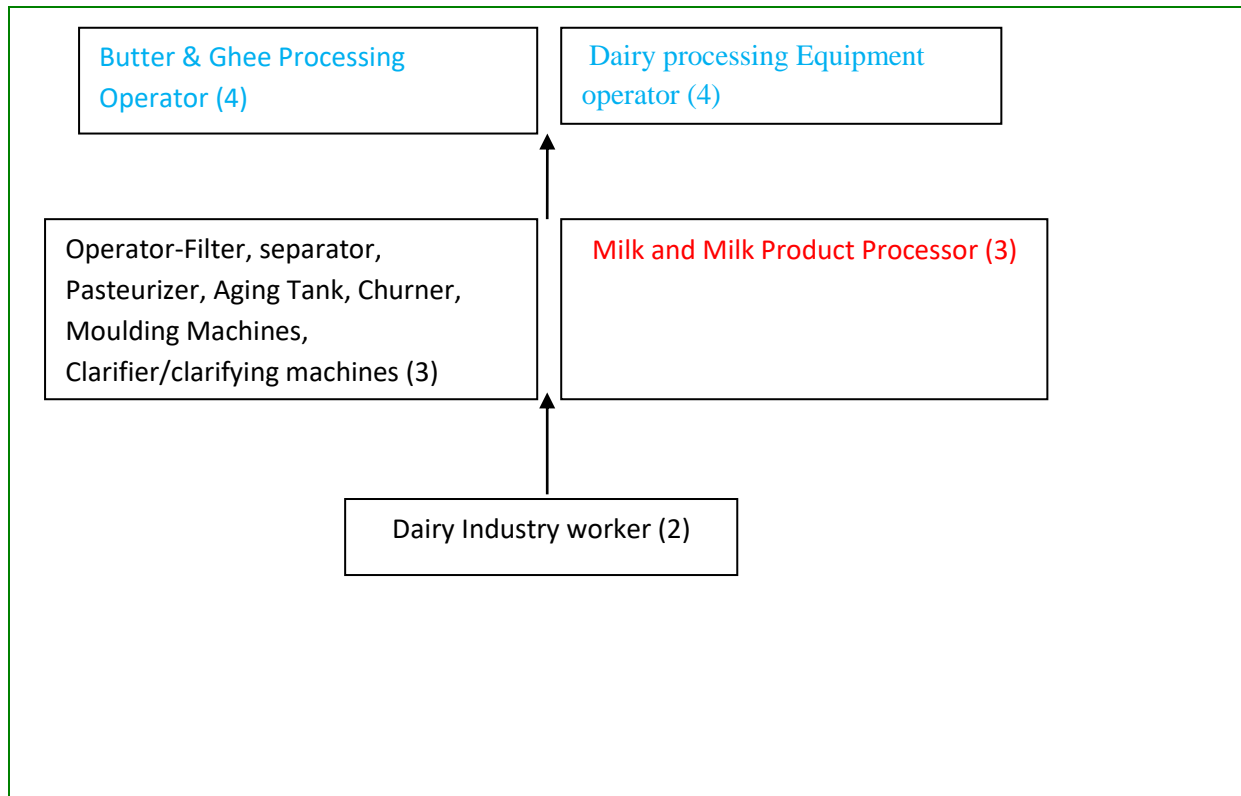 Butter & Ghee Processing
Operator (4)
Dairy processing Equipment
operator (4)
Operator-Filter, separator,
Pasteurizer, Aging Tank, Churner,
Moulding Machines,
Clarifier/clarifying machines (3)
Milk and Milk Product Processor (3)
Dairy Industry worker (2)